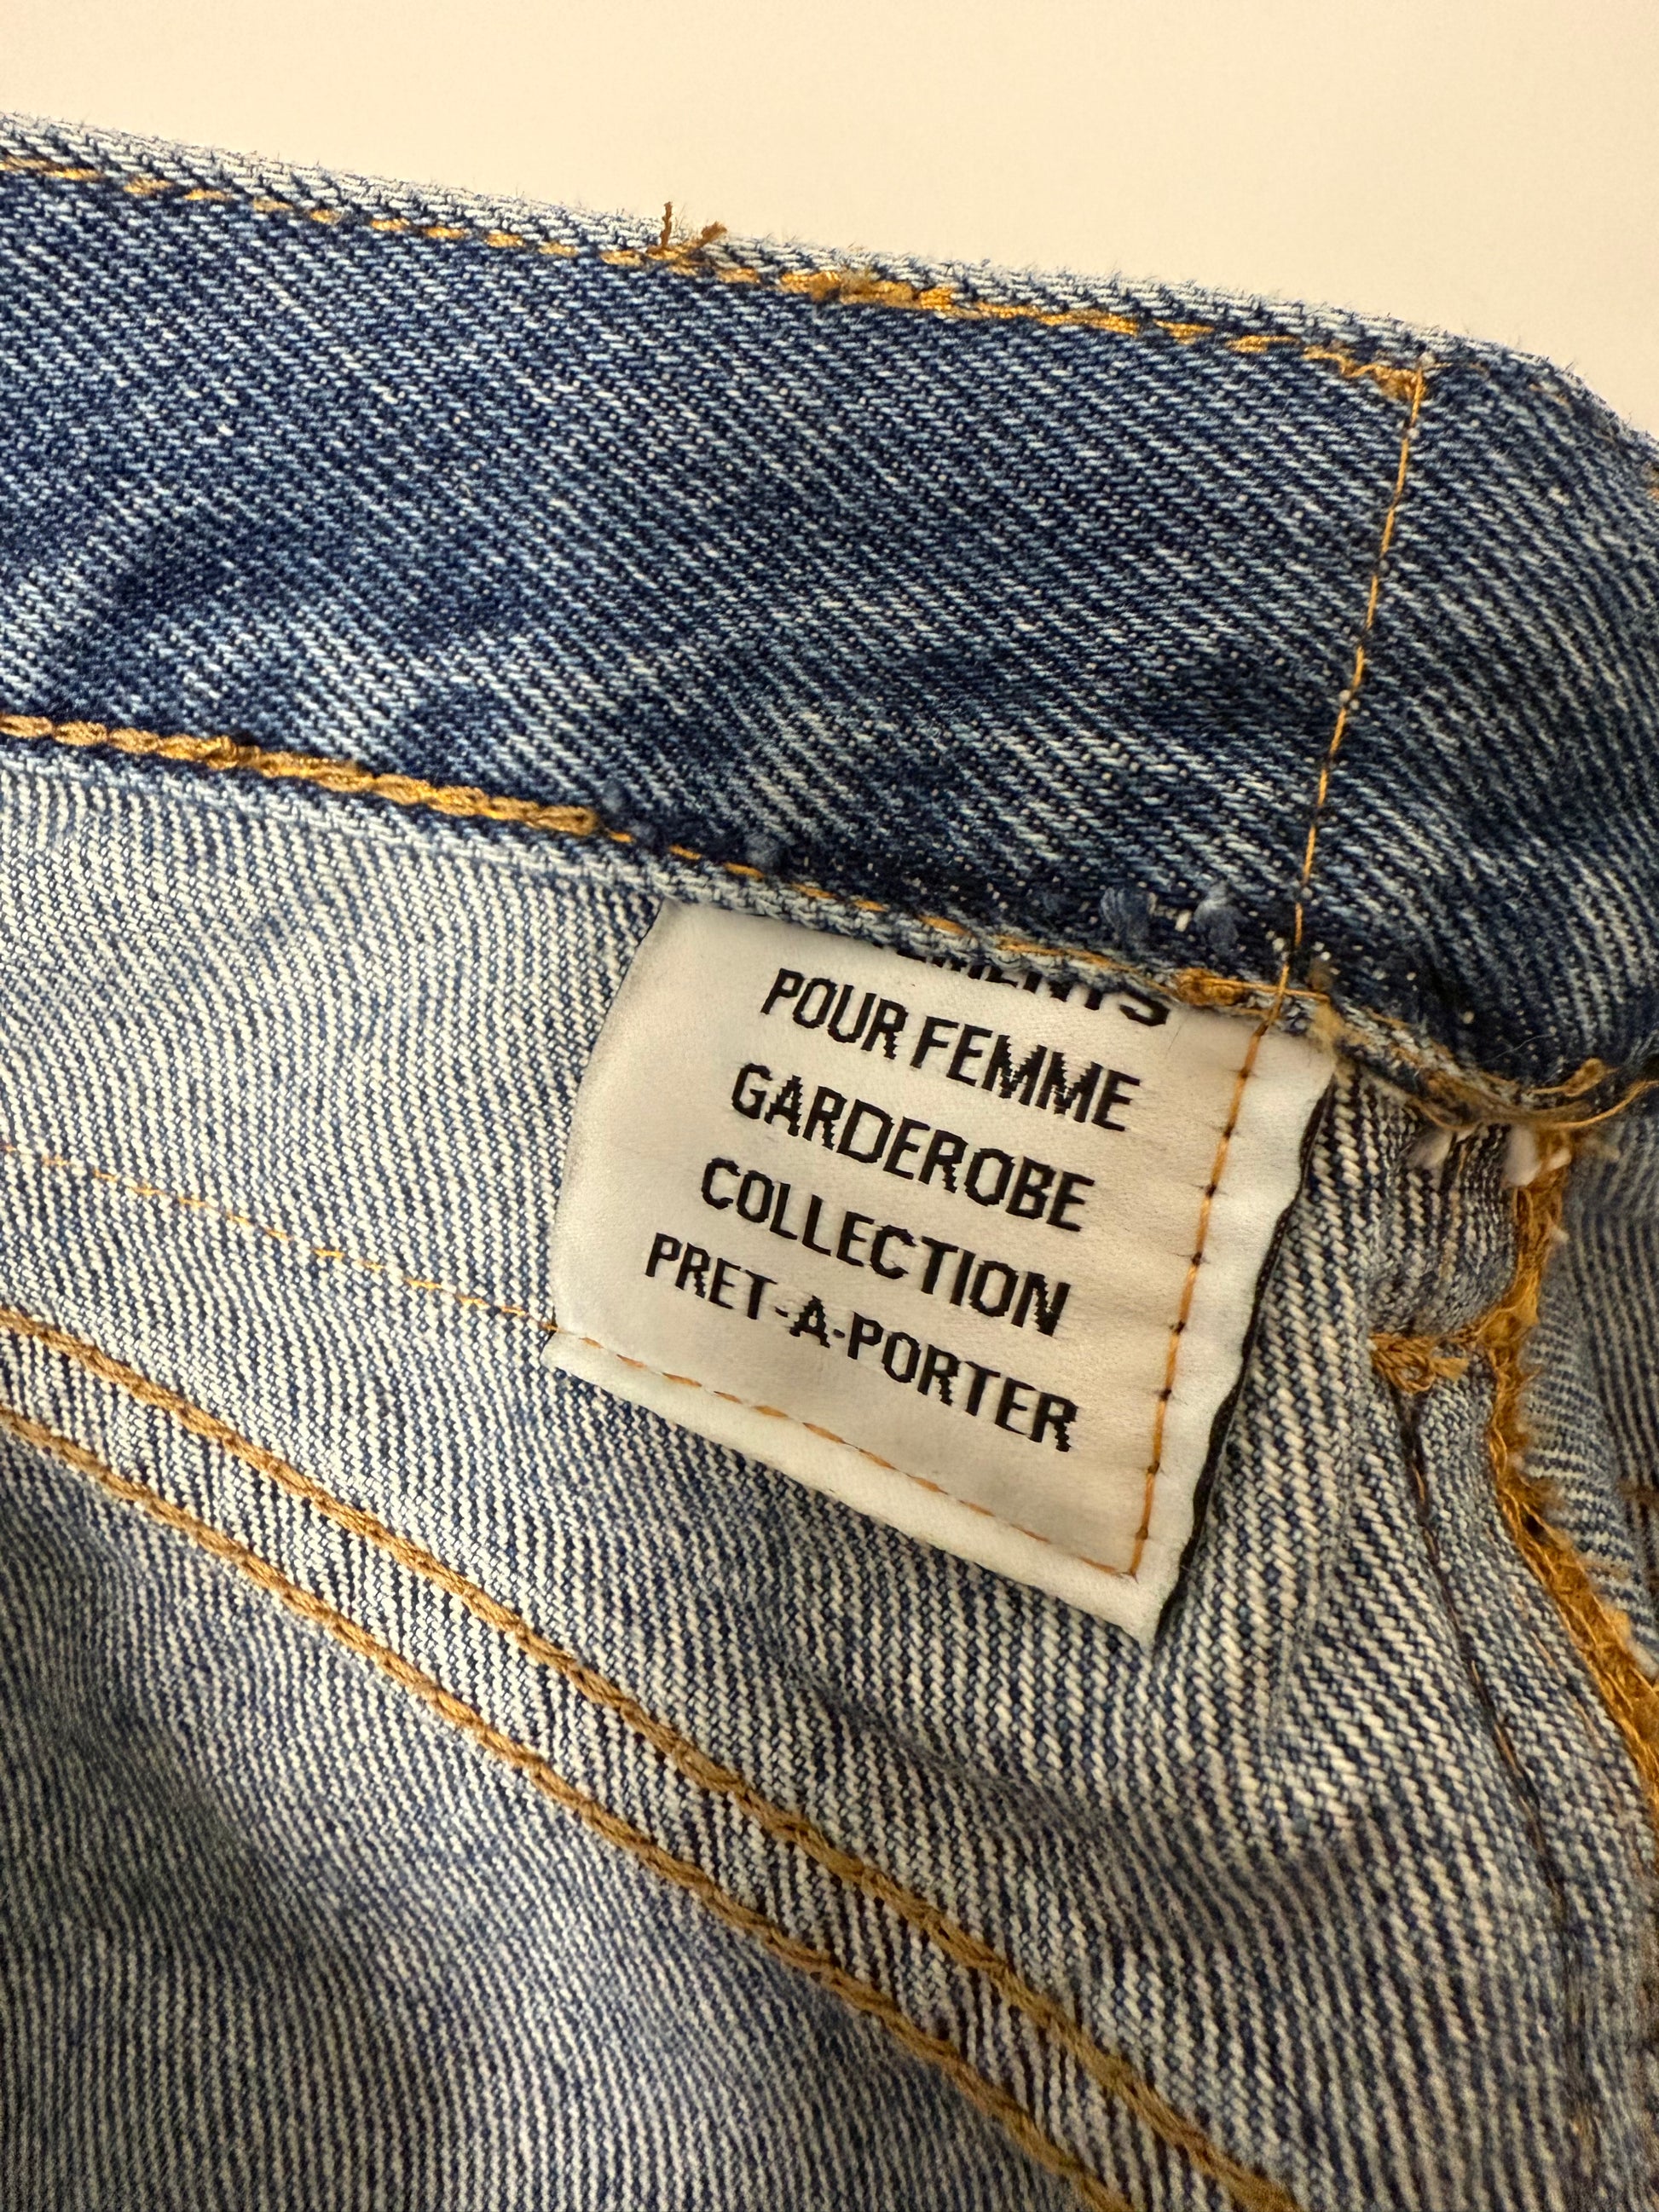 POUR FEMME
GARDEROBE
COLLECTION
PRET-A-PORTER